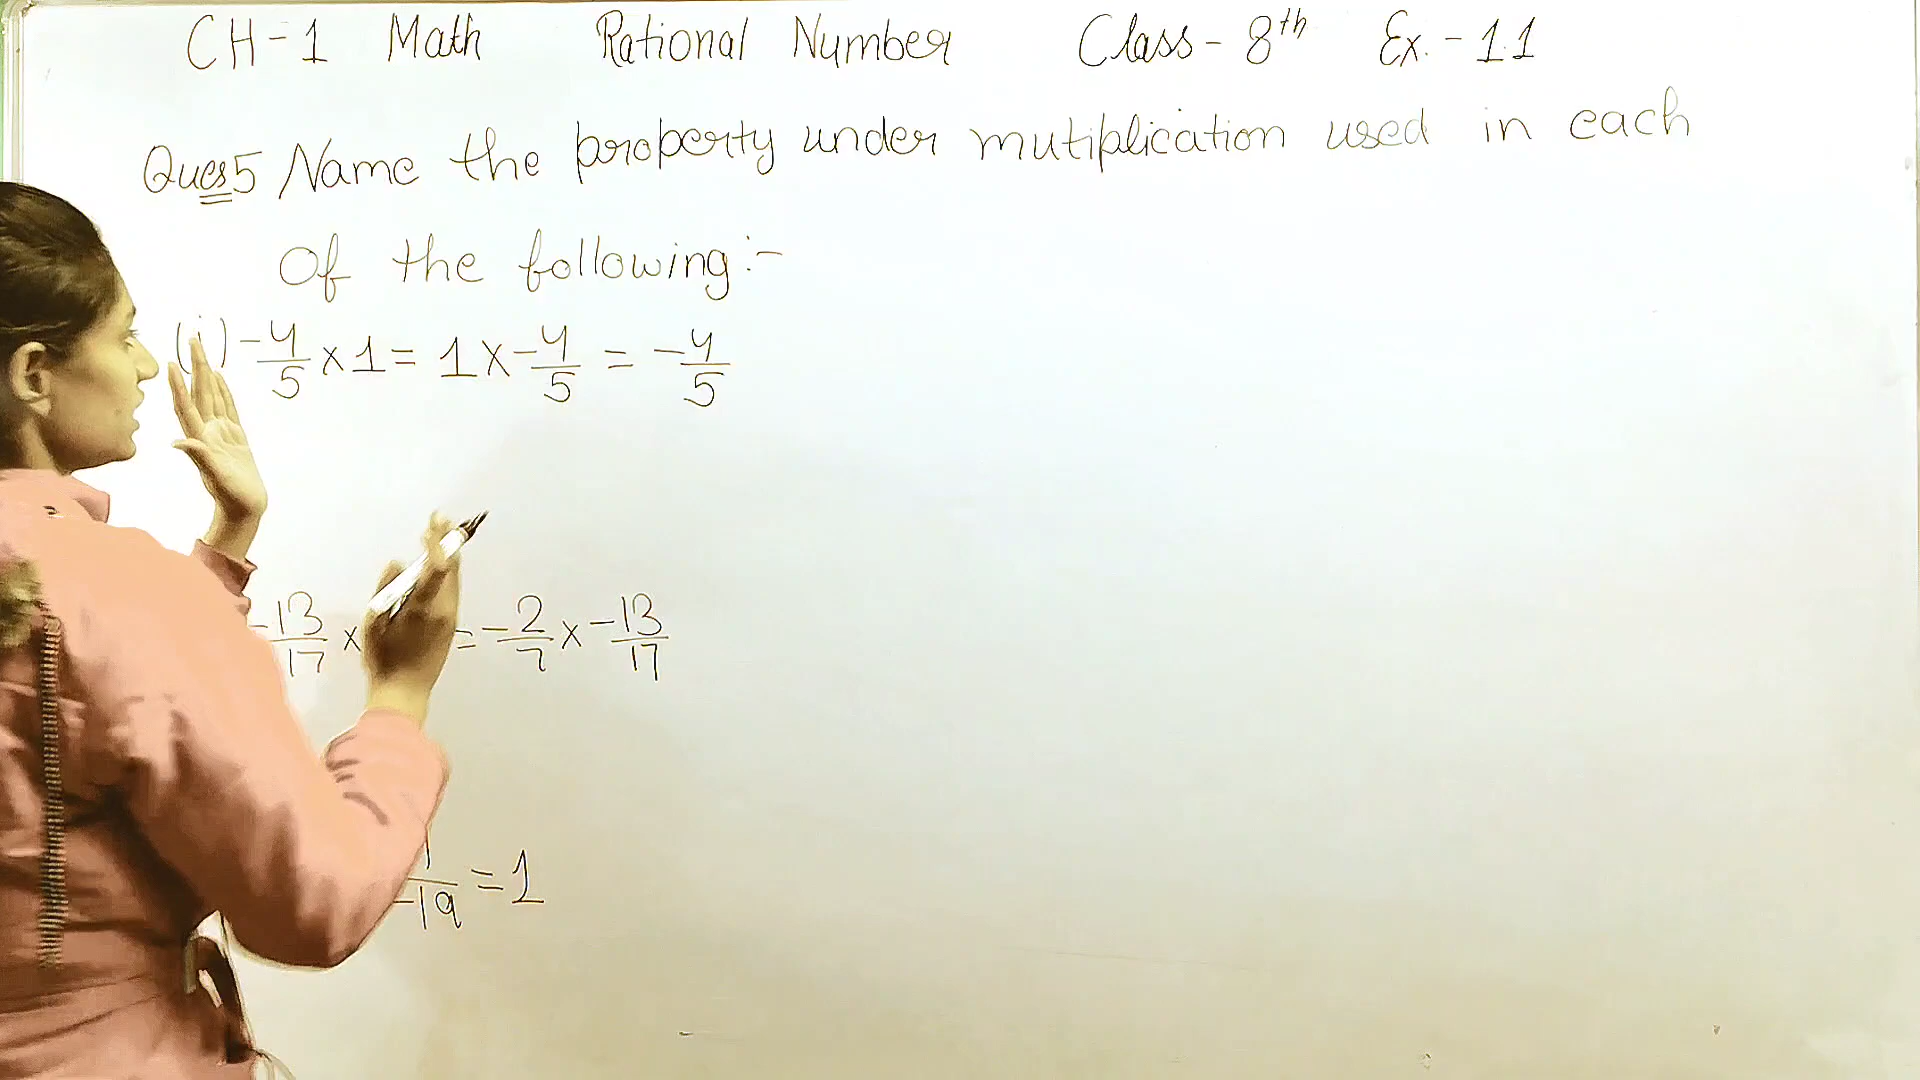 CH-1 Math Rational Number Class-8th Ex.-1.1
Ques5 Name the property under mutiplication used in each
Of the following:-
(i) -4/5 × 1 = 1 × -4/5 = -4/5
-13/17 × = -2/7 × -13/17
1/-19 = 1